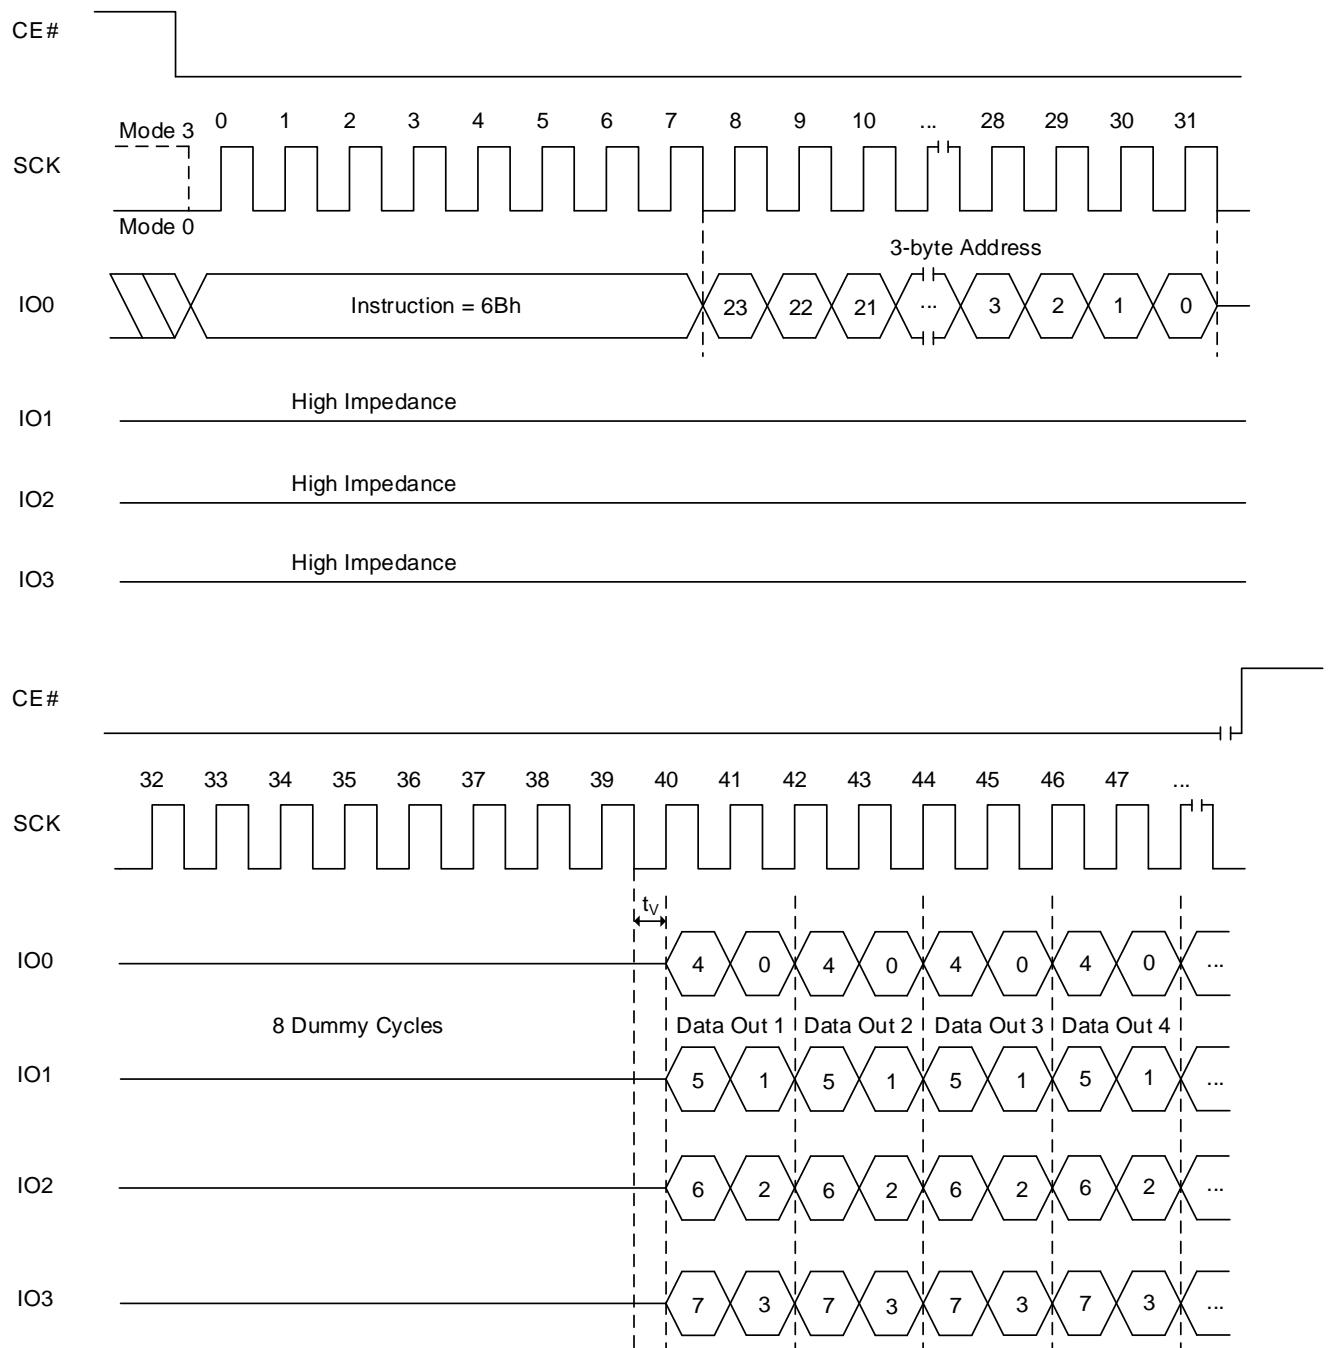 CE#
Mode 3 0 1 2 3 4 5 6 7 8 9 10 ... 28 29 30 31
SCK
Mode 0
3-byte Address
IO0 Instruction = 6Bh 23 22 21 ... 3 2 1 0
High Impedance
IO1
High Impedance
IO2
High Impedance
IO3
CE#
32 33 34 35 36 37 38 39 40 41 42 43 44 45 46 47 ...
SCK
tV
IO0 4 0 4 0 4 0 4 0 ...
8 Dummy Cycles Data Out 1 Data Out 2 Data Out 3 Data Out 4
IO1 5 1 5 1 5 1 5 1 ...
IO2 6 2 6 2 6 2 6 2 ...
IO3 7 3 7 3 7 3 7 3 ...